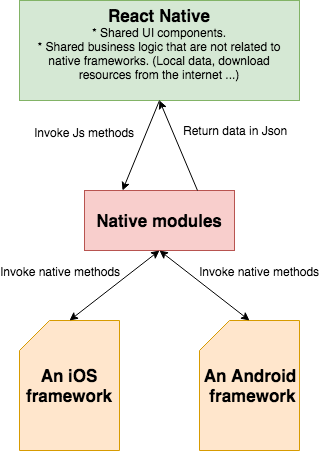 React Native
* Shared UI components.
* Shared business logic that are not related to
native frameworks. (Local data, download
resources from the internet ...)
Invoke Js methods
Return data in Json
Native modules
Invoke native methods
Invoke native methods
An iOS
framework
An Android
framework